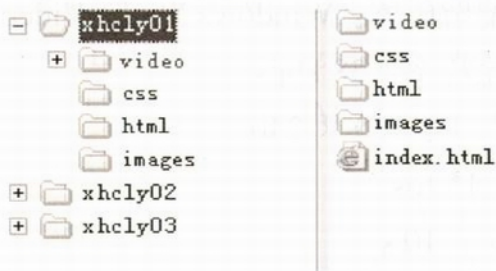 xhcly01
video
css
html
images
xhcly02
xhcly03
video
css
html
images
index.html